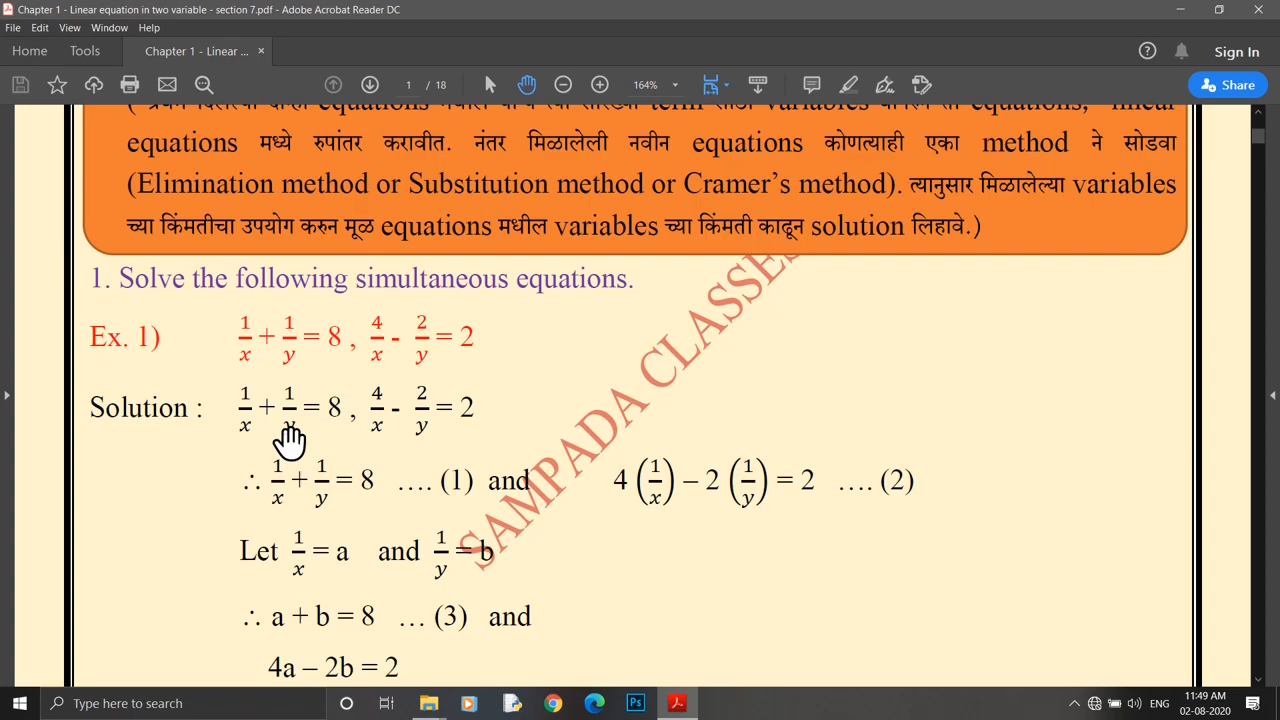 Chapter 1 - Linear equation in two variable - section 7.pdf - Adobe Acrobat Reader DC
File Edit View Window Help
Home Tools Chapter 1 - Linear ... × Sign In
1 / 18 164% Share
equations मध्ये रुपांतर करावीत. नंतर मिळालेली नवीन equations कोणत्याही एका method ने सोडवा
(Elimination method or Substitution method or Cramer's method). त्यानुसार मिळालेल्या variables
च्या किंमतीचा उपयोग करुन मूळ equations मधील variables च्या किंमती काढून solution लिहावे.)
1. Solve the following simultaneous equations.
Ex. 1) 1/x + 1/y = 8 , 4/x - 2/y = 2
Solution : 1/x + 1/y = 8 , 4/x - 2/y = 2
∴ 1/x + 1/y = 8 …. (1) and 4 (1/x) – 2 (1/y) = 2 …. (2)
Let 1/x = a and 1/y = b
∴ a + b = 8 … (3) and
4a – 2b = 2
SAMPADA CLASSES
Type here to search
ENG 11:49 AM
02-08-2020